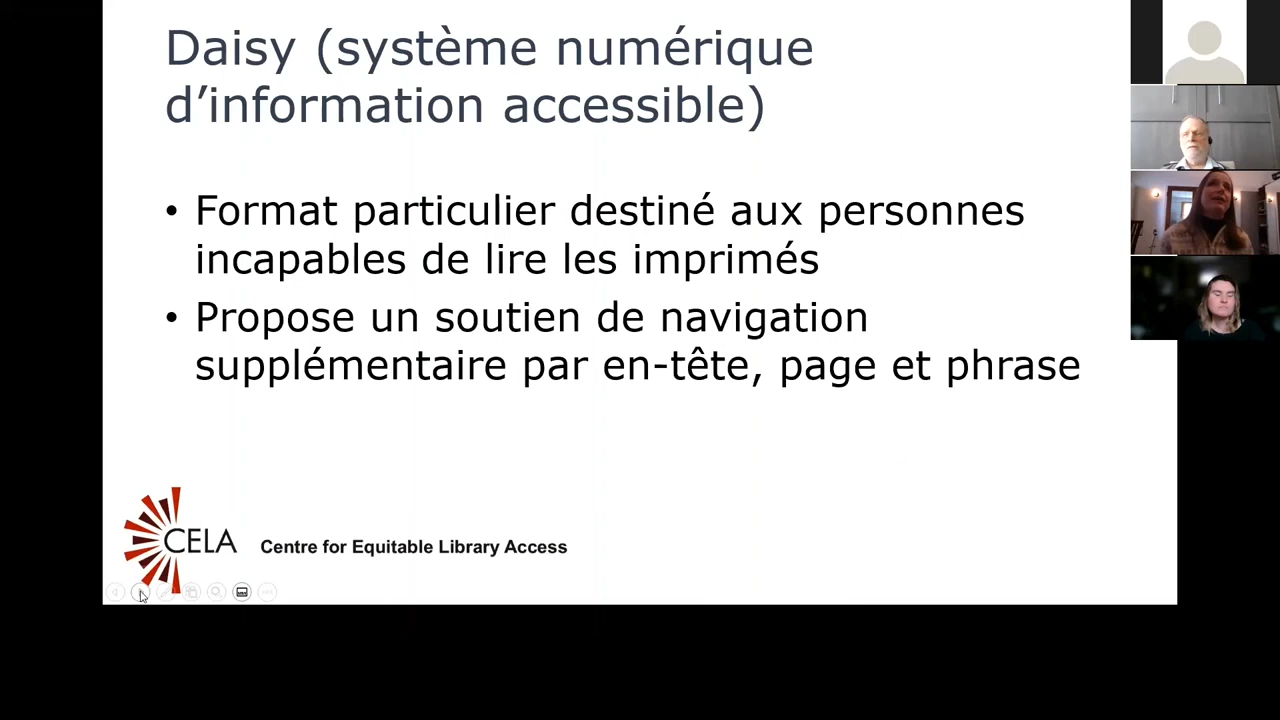 Daisy (système numérique
d’information accessible)
• Format particulier destiné aux personnes
incapables de lire les imprimés
• Propose un soutien de navigation
supplémentaire par en-tête, page et phrase
CELA
Centre for Equitable Library Access